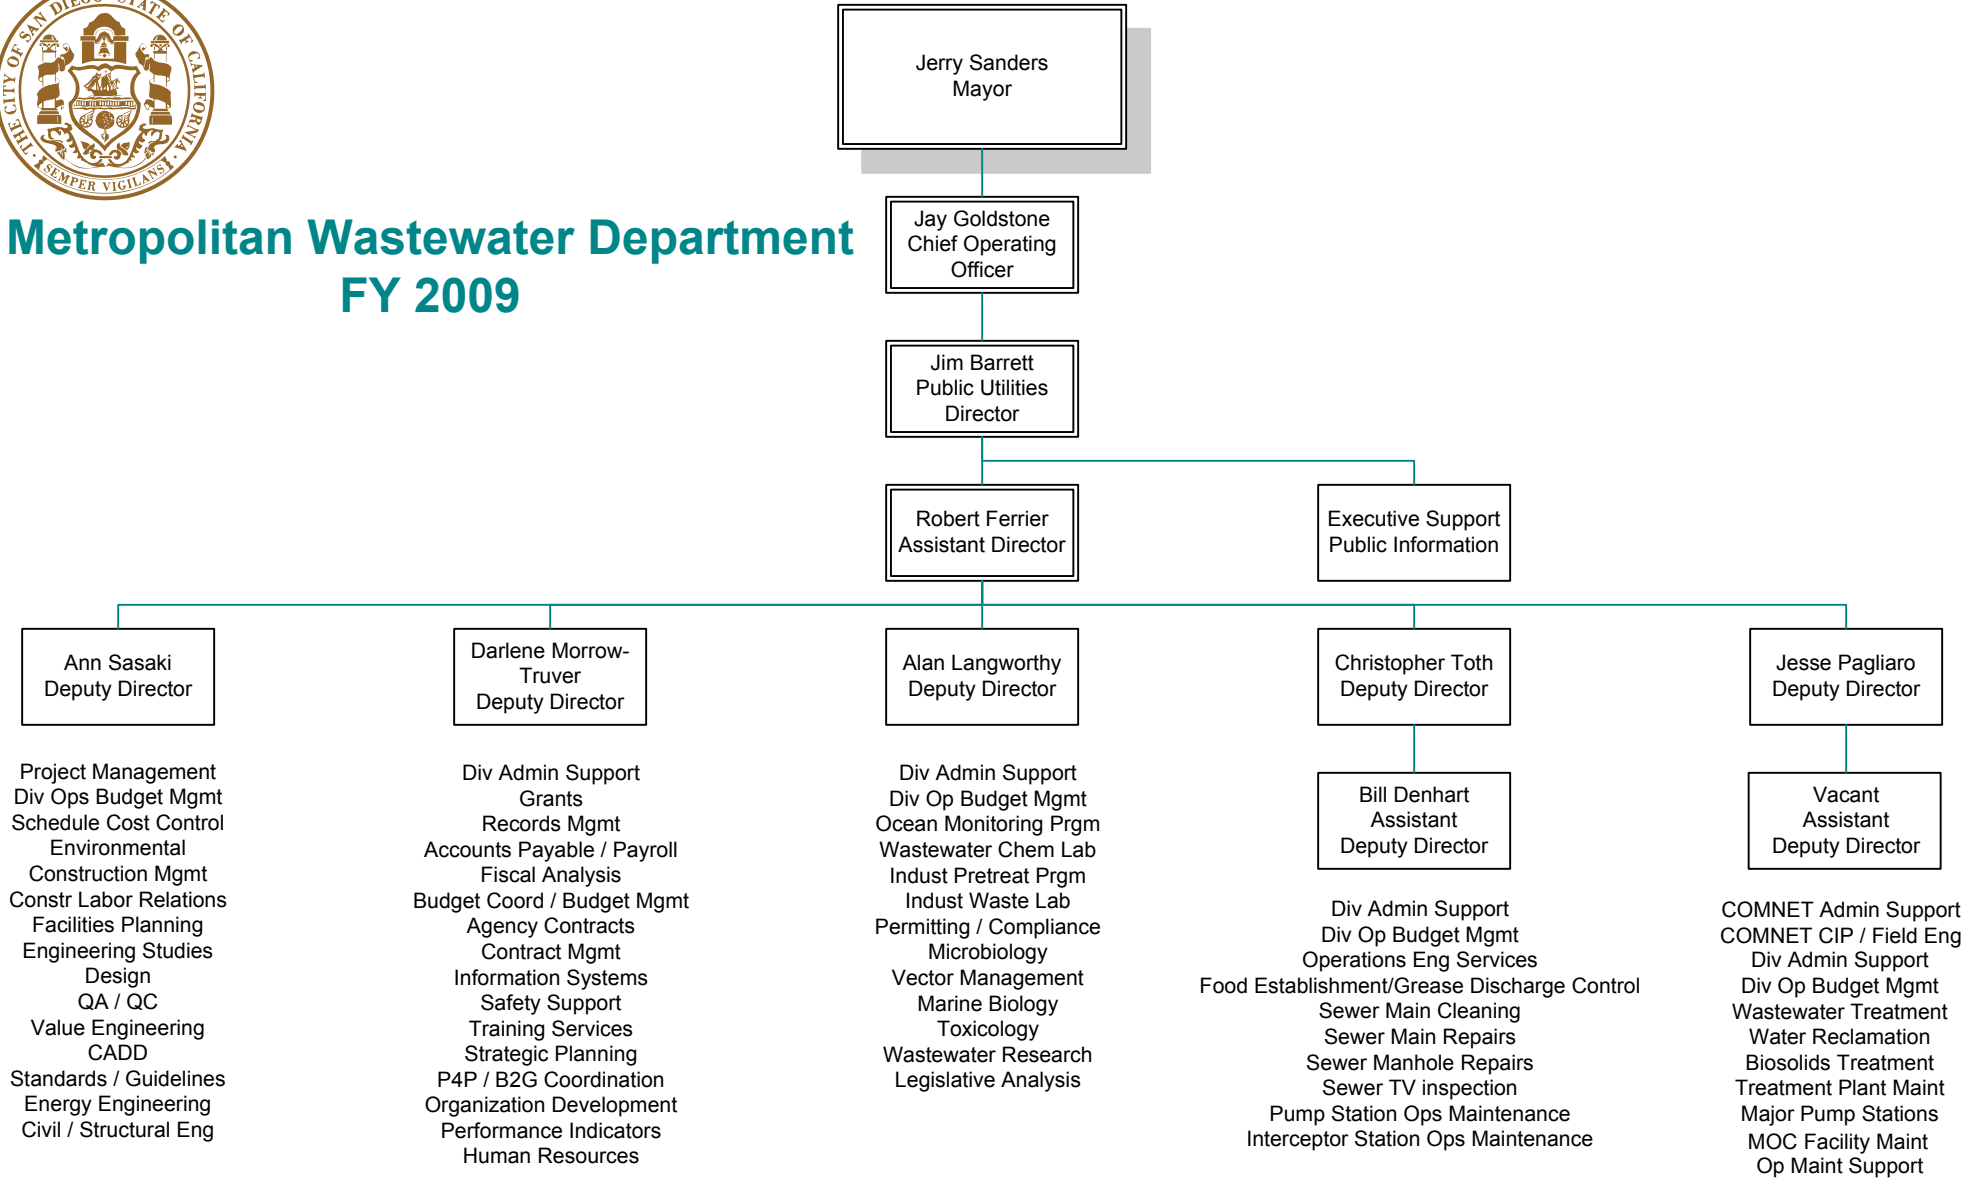 THE CITY OF SAN DIEGO · STATE OF CALIFORNIA
SEMPER VIGILANS
Metropolitan Wastewater Department
FY 2009
Jerry Sanders
Mayor
Jay Goldstone
Chief Operating
Officer
Jim Barrett
Public Utilities
Director
Robert Ferrier
Assistant Director
Executive Support
Public Information
Ann Sasaki
Deputy Director
Project Management
Div Ops Budget Mgmt
Schedule Cost Control
Environmental
Construction Mgmt
Constr Labor Relations
Facilities Planning
Engineering Studies
Design
QA / QC
Value Engineering
CADD
Standards / Guidelines
Energy Engineering
Civil / Structural Eng
Darlene Morrow-
Truver
Deputy Director
Div Admin Support
Grants
Records Mgmt
Accounts Payable / Payroll
Fiscal Analysis
Budget Coord / Budget Mgmt
Agency Contracts
Contract Mgmt
Information Systems
Safety Support
Training Services
Strategic Planning
P4P / B2G Coordination
Organization Development
Performance Indicators
Human Resources
Alan Langworthy
Deputy Director
Div Admin Support
Div Op Budget Mgmt
Ocean Monitoring Prgm
Wastewater Chem Lab
Indust Pretreat Prgm
Indust Waste Lab
Permitting / Compliance
Microbiology
Vector Management
Marine Biology
Toxicology
Wastewater Research
Legislative Analysis
Christopher Toth
Deputy Director
Bill Denhart
Assistant
Deputy Director
Div Admin Support
Div Op Budget Mgmt
Operations Eng Services
Food Establishment/Grease Discharge Control
Sewer Main Cleaning
Sewer Main Repairs
Sewer Manhole Repairs
Sewer TV inspection
Pump Station Ops Maintenance
Interceptor Station Ops Maintenance
Jesse Pagliaro
Deputy Director
Vacant
Assistant
Deputy Director
COMNET Admin Support
COMNET CIP / Field Eng
Div Admin Support
Div Op Budget Mgmt
Wastewater Treatment
Water Reclamation
Biosolids Treatment
Treatment Plant Maint
Major Pump Stations
MOC Facility Maint
Op Maint Support